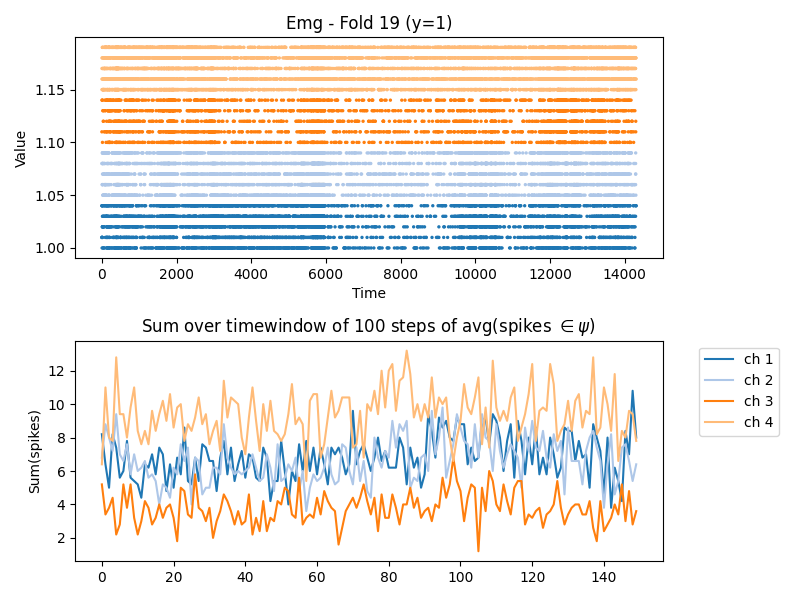 Emg - Fold 19 (y=1)
Value
1.15
1.10
1.05
1.00
0 2000 4000 6000 8000 10000 12000 14000
Time
Sum over timewindow of 100 steps of avg(spikes ∈ψ)
Sum(spikes)
12
10
8
6
4
2
0 20 40 60 80 100 120 140
ch 1
ch 2
ch 3
ch 4